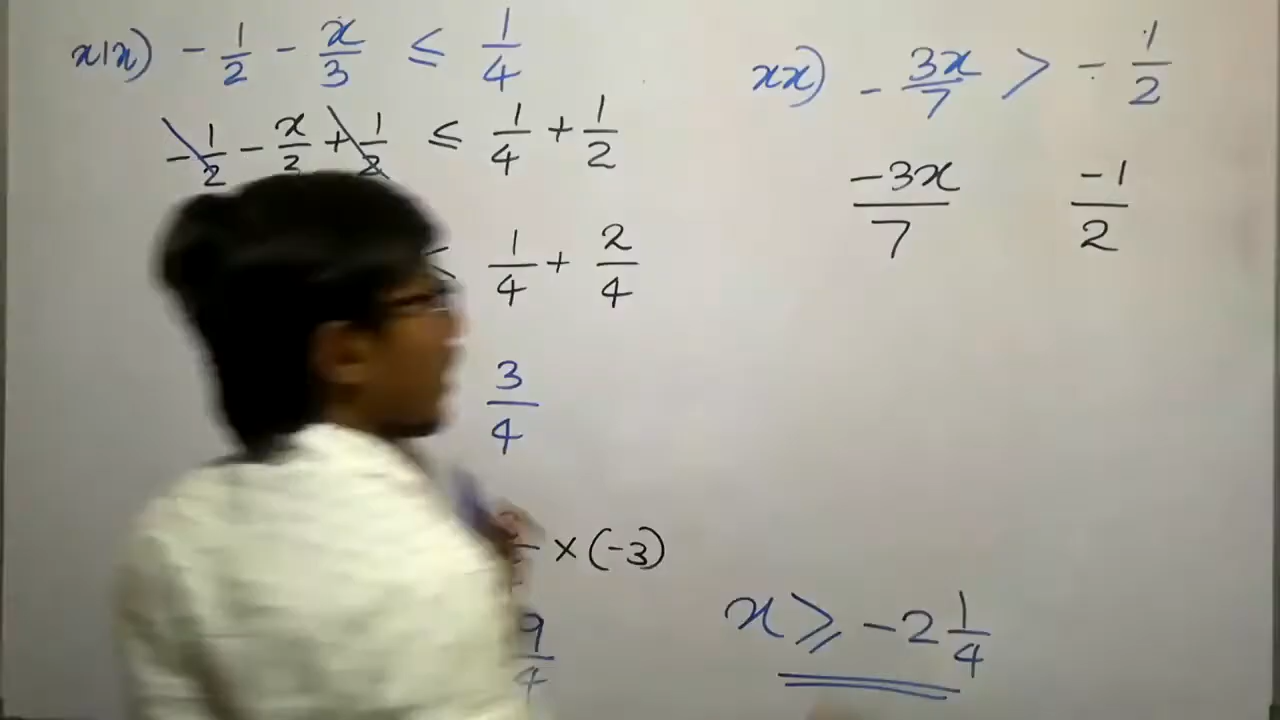 xix) - 1/2 - x/3 ≤ 1/4
- 1/2 - x/2 + 1/2 ≤ 1/4 + 1/2
≤ 1/4 + 2/4
3/4
× (-3)
9/4
xx) - 3x/7 > - 1/2
-3x/7 -1/2
x ≥ -2 1/4